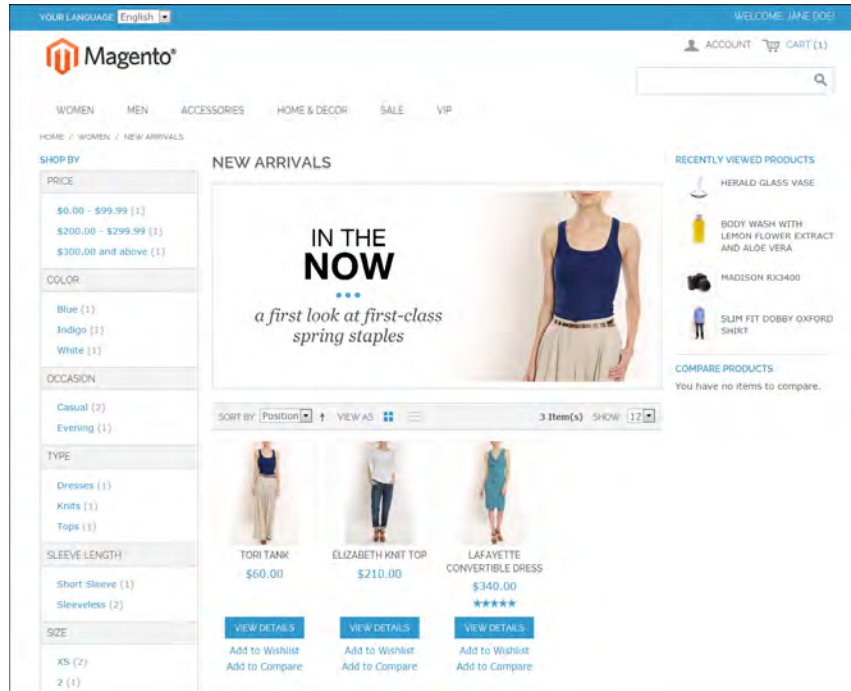 YOUR LANGUAGE: English
WELCOME, JANE DOE!
Magento®
ACCOUNT CART (1)
WOMEN MEN ACCESSORIES HOME & DECOR SALE VIP
HOME / WOMEN / NEW ARRIVALS
SHOP BY
PRICE
$0.00 - $99.99 (1)
$200.00 - $299.99 (1)
$300.00 and above (1)
COLOR
Blue (1)
Indigo (1)
White (1)
OCCASION
Casual (2)
Evening (1)
TYPE
Dresses (1)
Knits (1)
Tops (1)
SLEEVE LENGTH
Short Sleeve (1)
Sleeveless (2)
SIZE
XS (2)
2 (1)
NEW ARRIVALS
IN THE
NOW
a first look at first-class
spring staples
SORT BY Position VIEW AS 3 Item(s) SHOW 12
TORI TANK
$60.00
VIEW DETAILS
Add to Wishlist
Add to Compare
ELIZABETH KNIT TOP
$210.00
VIEW DETAILS
Add to Wishlist
Add to Compare
LAFAYETTE
CONVERTIBLE DRESS
$340.00
VIEW DETAILS
Add to Wishlist
Add to Compare
RECENTLY VIEWED PRODUCTS
HERALD GLASS VASE
BODY WASH WITH
LEMON FLOWER EXTRACT
AND ALOE VERA
MADISON RX3400
SLIM FIT DOBBY OXFORD
SHIRT
COMPARE PRODUCTS
You have no items to compare.